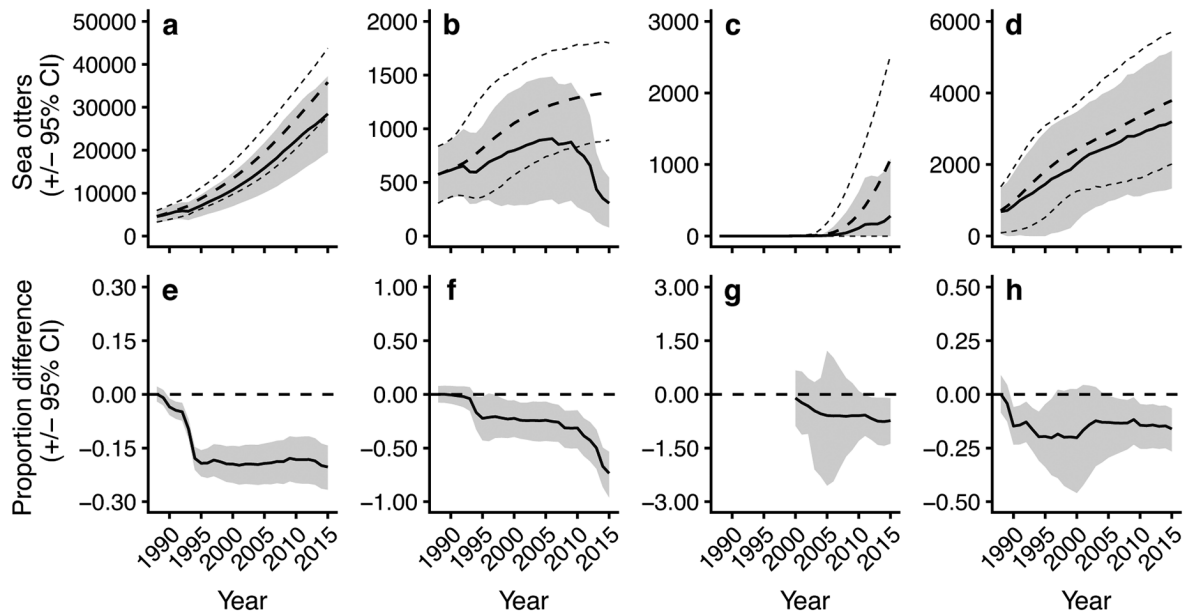 Sea otters
(+/− 95% CI)
a
50000
40000
30000
20000
10000
0
b
2000
1500
1000
500
0
c
3000
2000
1000
0
d
6000
4000
2000
0
Proportion difference
(+/− 95% CI)
e
0.30
0.15
0.00
−0.15
−0.30
f
1.00
0.50
0.00
−0.50
−1.00
g
3.00
1.50
0.00
−1.50
−3.00
h
0.50
0.25
0.00
−0.25
−0.50
1990 1995 2000 2005 2010 2015
1990 1995 2000 2005 2010 2015
1990 1995 2000 2005 2010 2015
1990 1995 2000 2005 2010 2015
Year Year Year Year